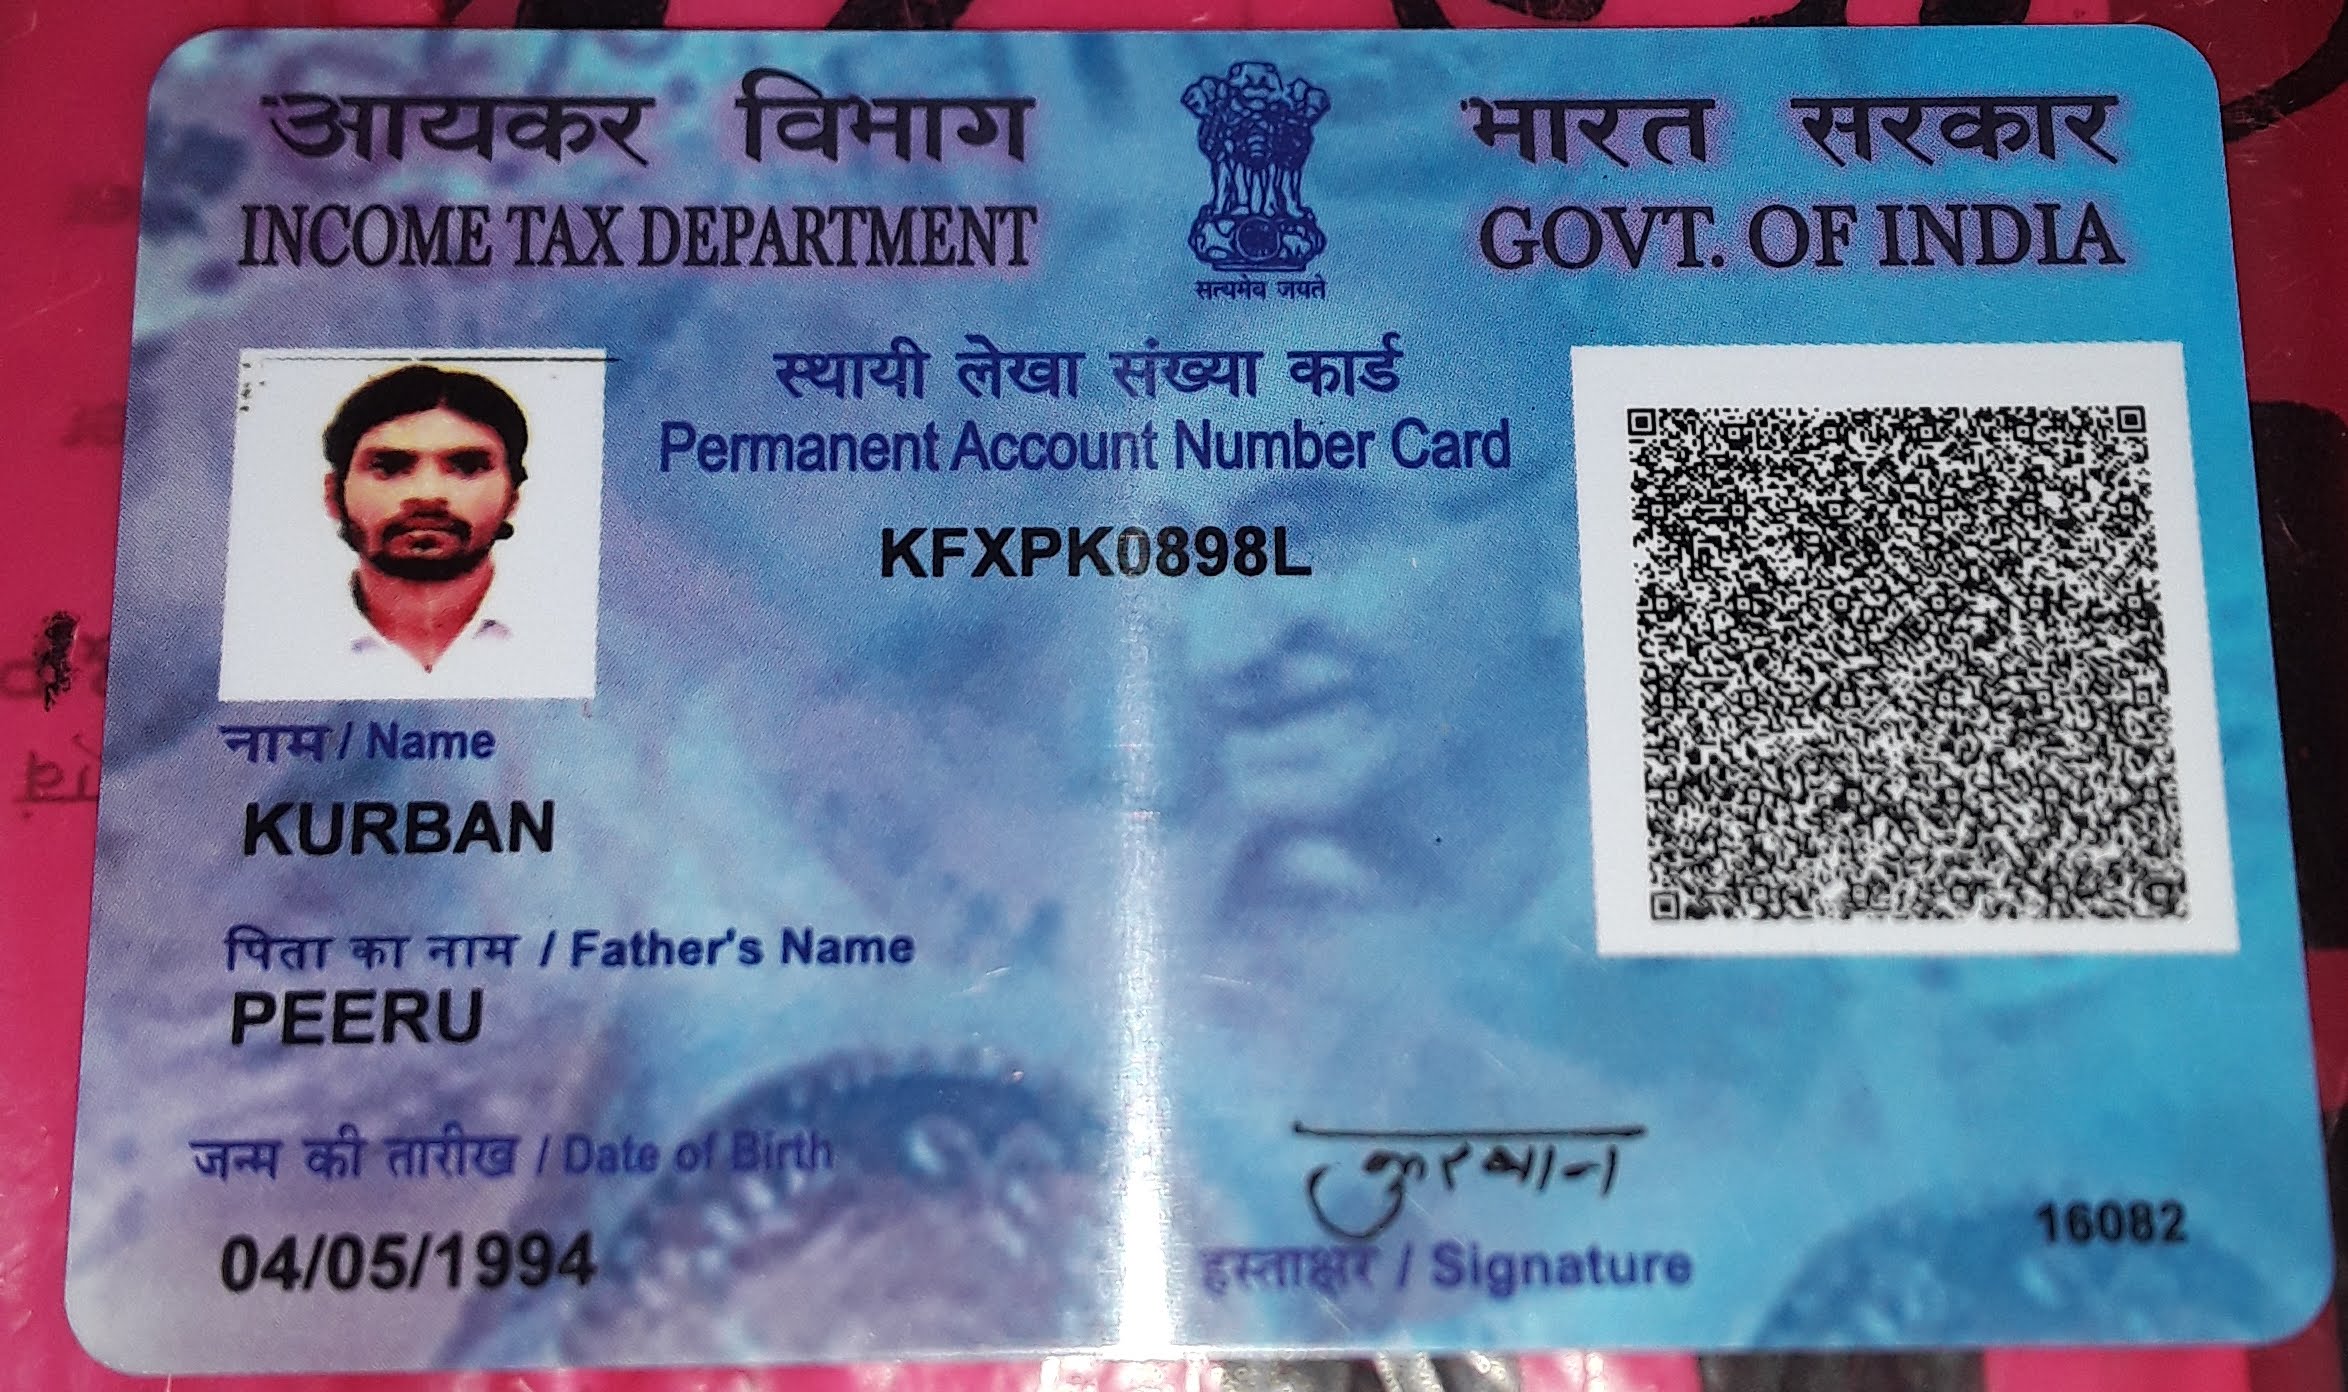 आयकर विभाग
INCOME TAX DEPARTMENT
सत्यमेव जयते
भारत सरकार
GOVT. OF INDIA
स्थायी लेखा संख्या कार्ड
Permanent Account Number Card
KFXPK0898L
नाम / Name
KURBAN
पिता का नाम / Father's Name
PEERU
जन्म की तारीख / Date of Birth
04/05/1994
कुरबान
हस्ताक्षर / Signature
16082